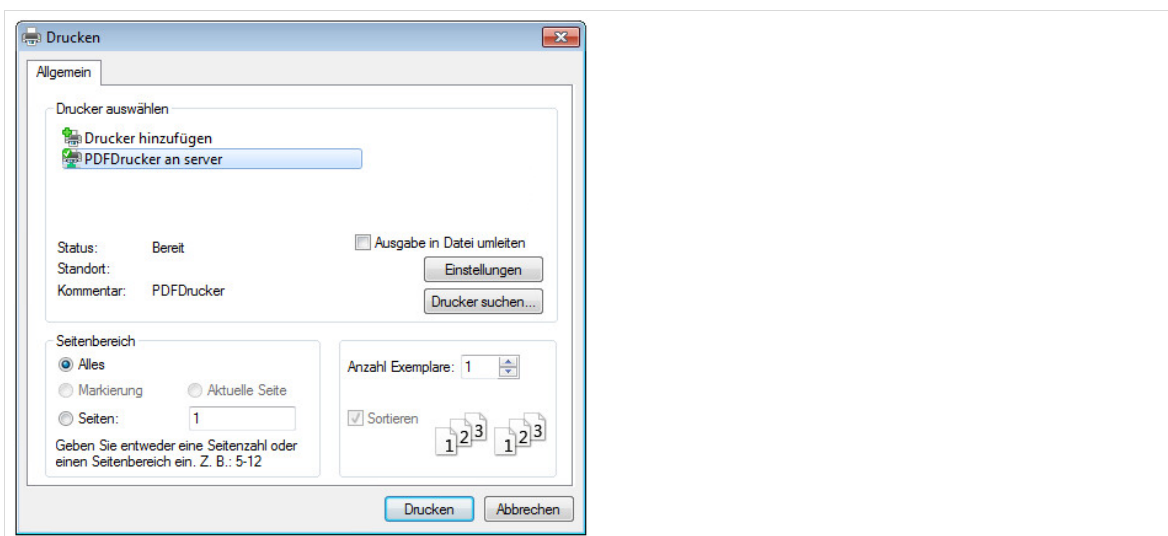 Drucken
Allgemein
Drucker auswählen
Drucker hinzufügen
PDFDrucker an server
Status: Bereit
Ausgabe in Datei umleiten
Standort:
Einstellungen
Kommentar: PDFDrucker
Drucker suchen...
Seitenbereich
Alles
Markierung Aktuelle Seite
Seiten: 1
Geben Sie entweder eine Seitenzahl oder
einen Seitenbereich ein. Z. B.: 5-12
Anzahl Exemplare: 1
Sortieren
1 2 3 1 2 3
Drucken Abbrechen